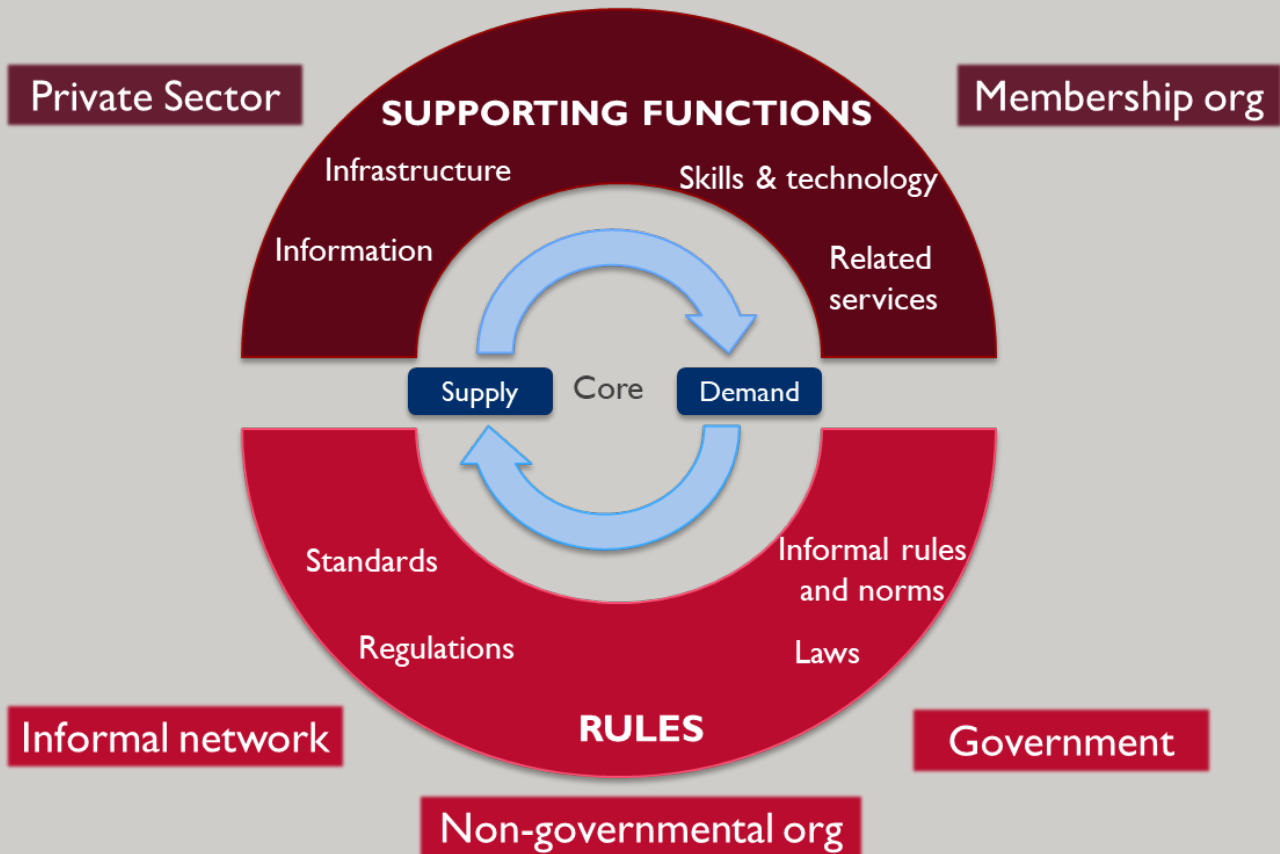 Private Sector
Membership org
SUPPORTING FUNCTIONS
Infrastructure
Skills & technology
Information
Related
services
Supply
Core
Demand
Standards
Informal rules
and norms
Regulations
Laws
RULES
Informal network
Government
Non-governmental org